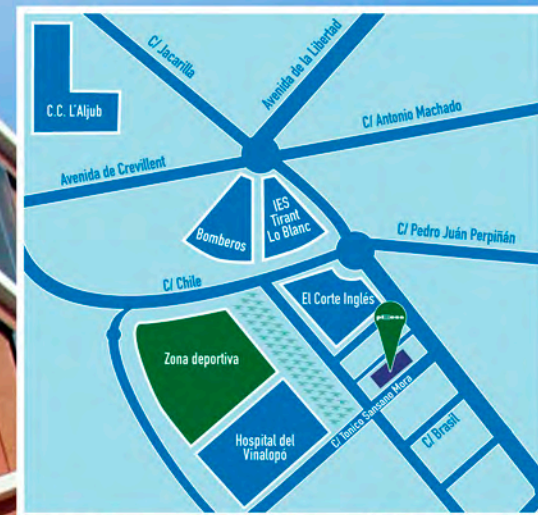 C/ Jacarilla
Avenida de la Libertad
C.C. L'Aljub
C/ Antonio Machado
Avenida de Crevillent
IES
Tirant
Lo Blanc
Bomberos
C/ Pedro Juán Perpiñán
C/ Chile
El Corte Inglés
Zona deportiva
C/ Tonico Sansano Mora
C/ Brasil
Hospital del
Vinalopó